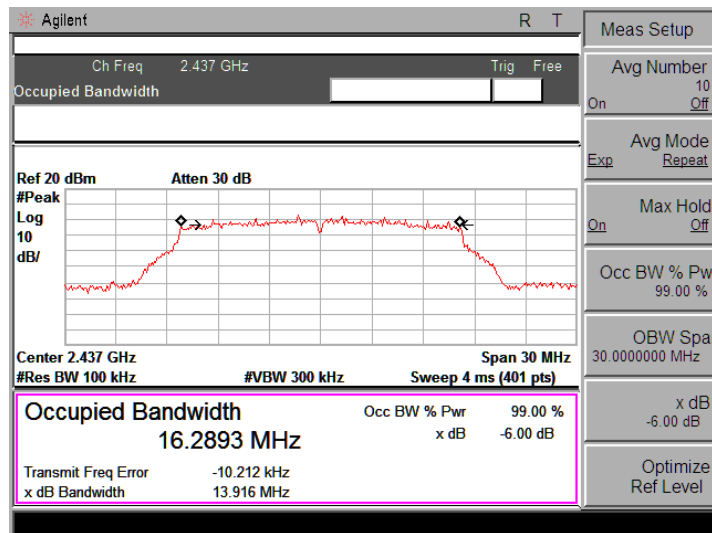 Agilent R T
Ch Freq 2.437 GHz Trig Free
Occupied Bandwidth
Ref 20 dBm Atten 30 dB
#Peak
Log
10
dB/
Center 2.437 GHz Span 30 MHz
#Res BW 100 kHz #VBW 300 kHz Sweep 4 ms (401 pts)
Occupied Bandwidth Occ BW % Pwr 99.00 %
16.2893 MHz x dB -6.00 dB
Transmit Freq Error -10.212 kHz
x dB Bandwidth 13.916 MHz
Meas Setup
Avg Number
10
On Off
Avg Mode
Exp Repeat
Max Hold
On Off
Occ BW % Pw
99.00 %
OBW Spa
30.0000000 MHz
x dB
-6.00 dB
Optimize
Ref Level